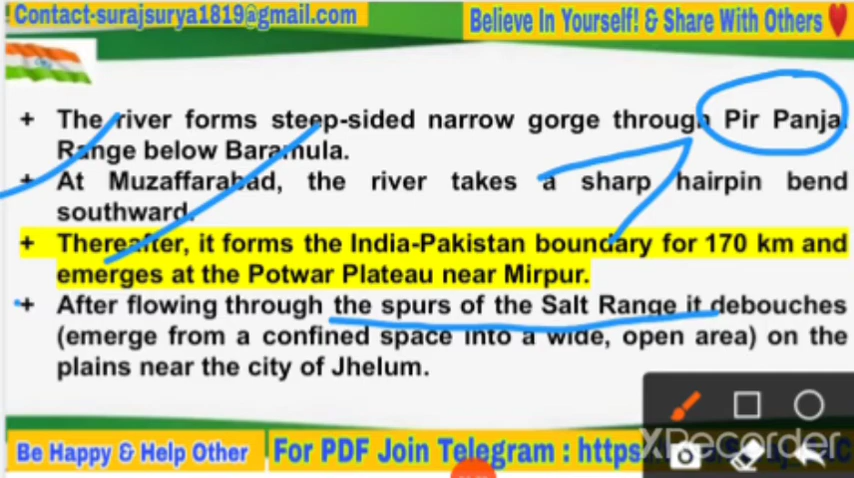 Contact-surajsurya1819@gmail.com
Believe In Yourself! & Share With Others
+ The river forms steep-sided narrow gorge through Pir Panjal
Range below Baramula.
+ At Muzaffarabad, the river takes a sharp hairpin bend
southward.
+ Thereafter, it forms the India-Pakistan boundary for 170 km and
emerges at the Potwar Plateau near Mirpur.
+ After flowing through the spurs of the Salt Range it debouches
(emerge from a confined space into a wide, open area) on the
plains near the city of Jhelum.
XRecorder
Be Happy & Help Other
For PDF Join Telegram : https